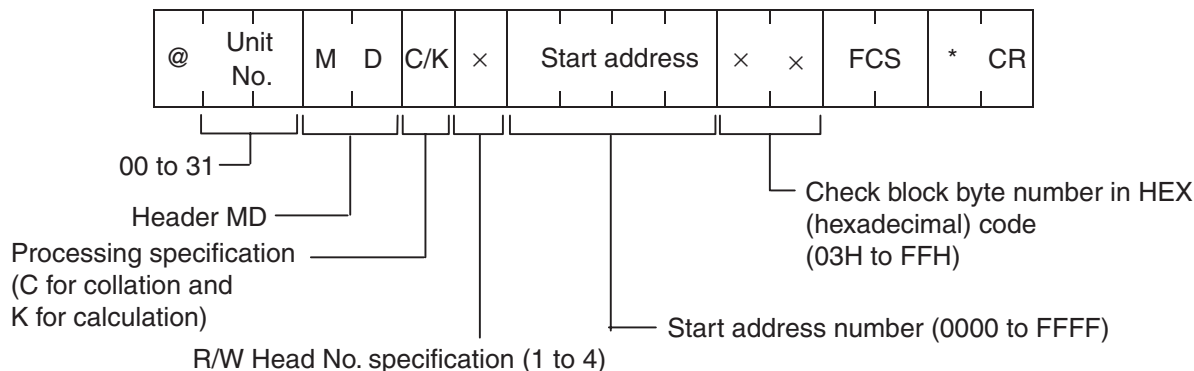 @ Unit No. M D C/K × Start address × × FCS * CR
00 to 31
Header MD
Processing specification
(C for collation and
K for calculation)
R/W Head No. specification (1 to 4)
Start address number (0000 to FFFF)
Check block byte number in HEX
(hexadecimal) code
(03H to FFH)